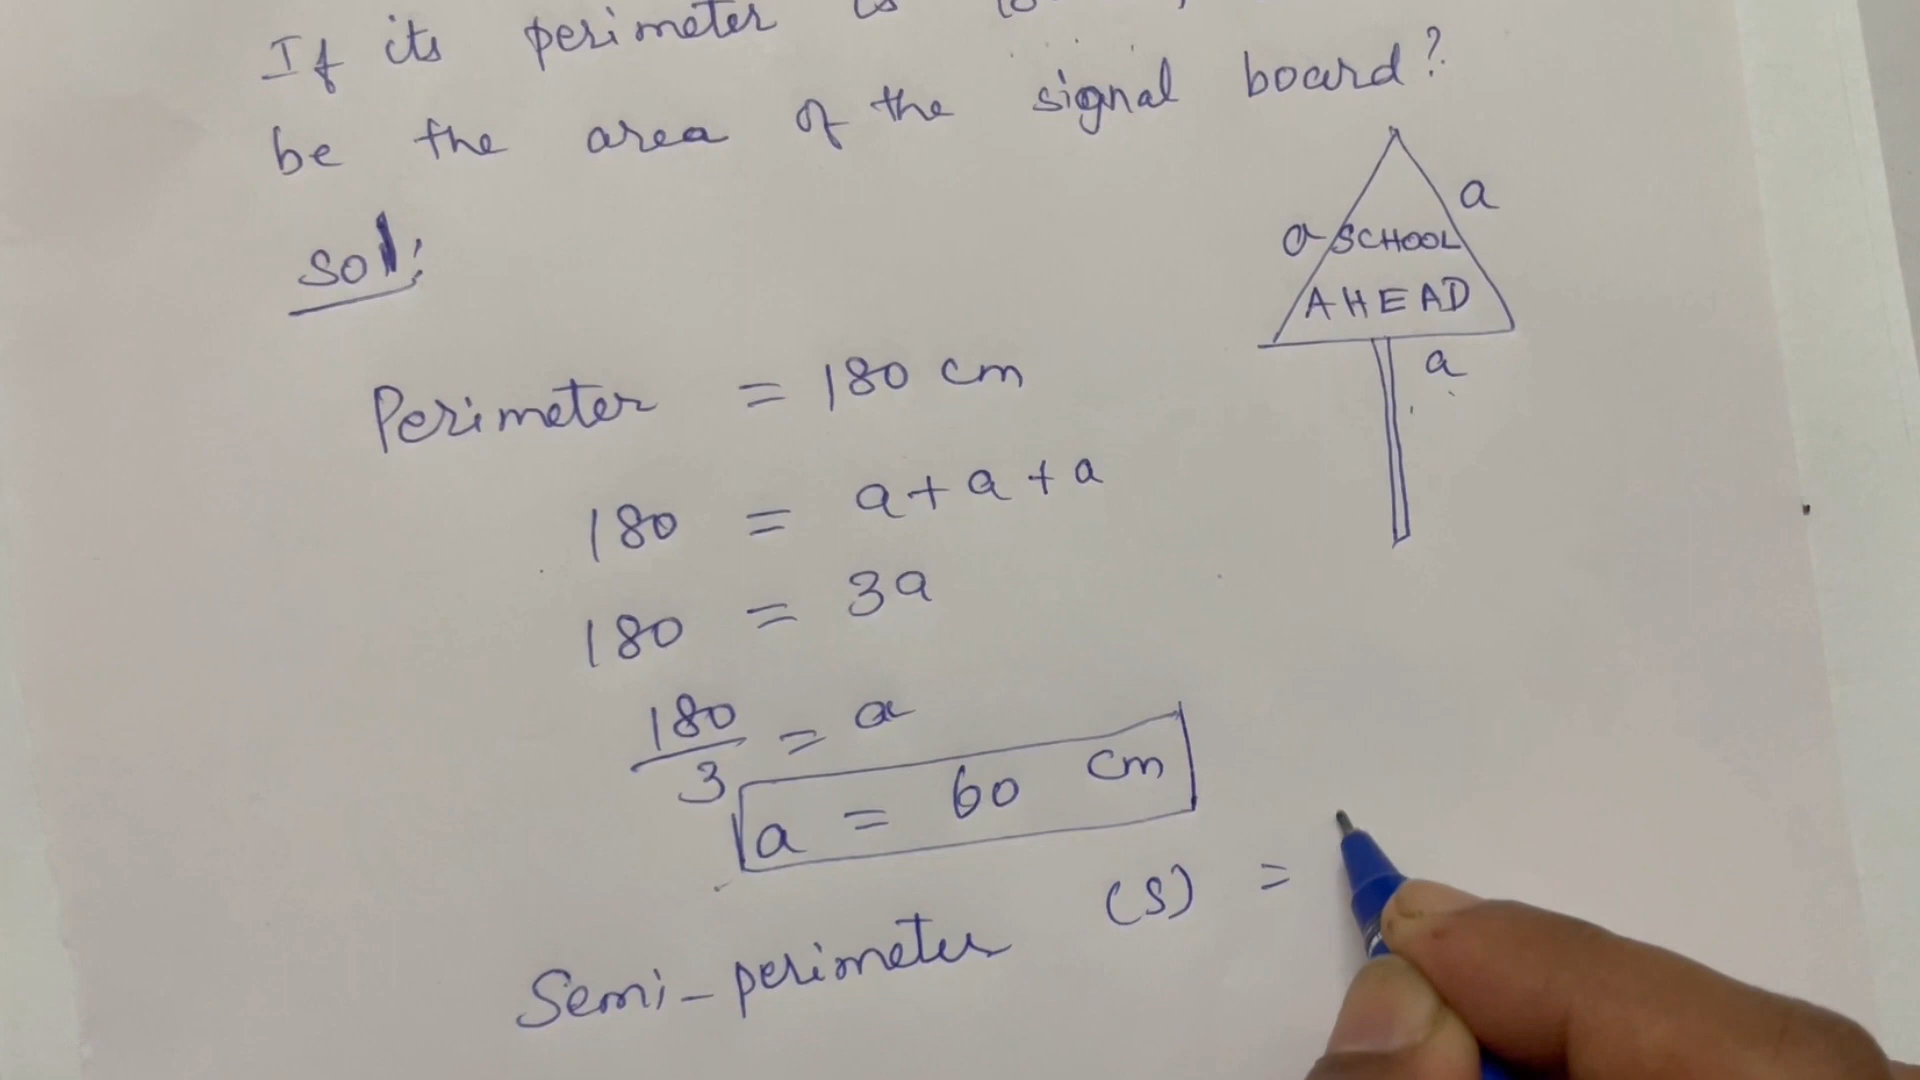 If its perimeter is
be the area of the signal board?
Sol:
a
a SCHOOL
AHEAD
a
Perimeter = 180 cm
180 = a + a + a
180 = 3a
180/3 = a
a = 60 cm
Semi-perimeter (s) =